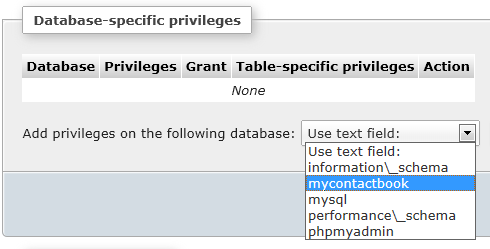 Database-specific privileges
Database Privileges Grant Table-specific privileges Action
None
Add privileges on the following database: Use text field:
Use text field:
information\_schema
mycontactbook
mysql
performance\_schema
phpmyadmin